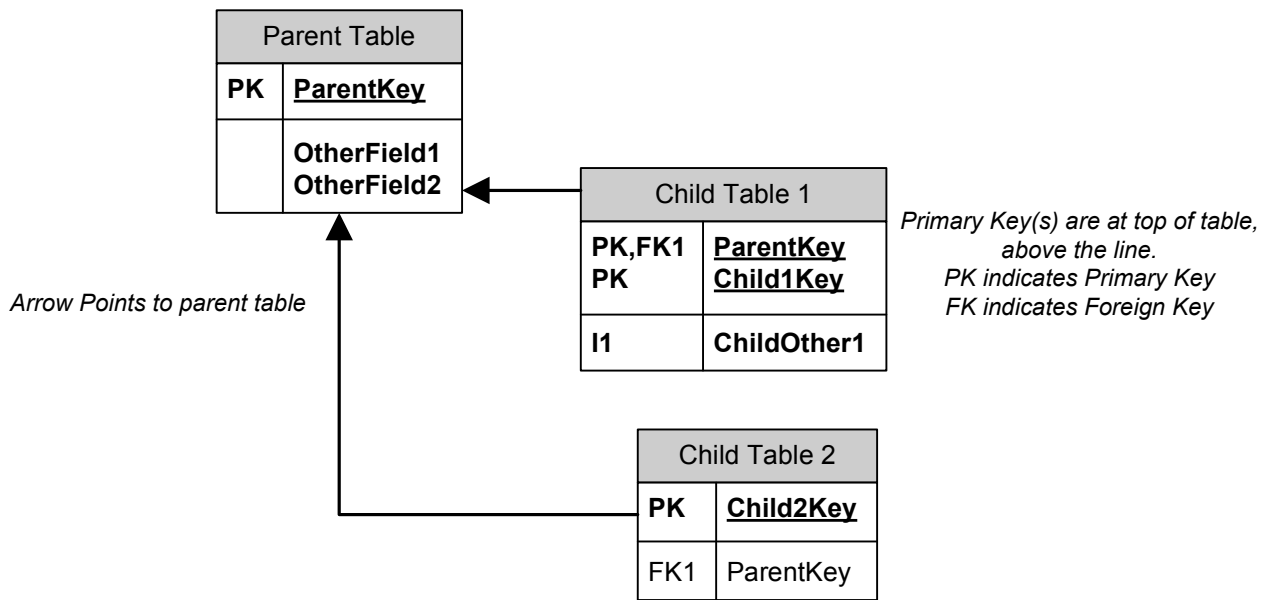 Parent Table
PK ParentKey
OtherField1
OtherField2
Child Table 1
PK,FK1 ParentKey
PK Child1Key
I1 ChildOther1
Primary Key(s) are at top of table,
above the line.
PK indicates Primary Key
FK indicates Foreign Key
Arrow Points to parent table
Child Table 2
PK Child2Key
FK1 ParentKey